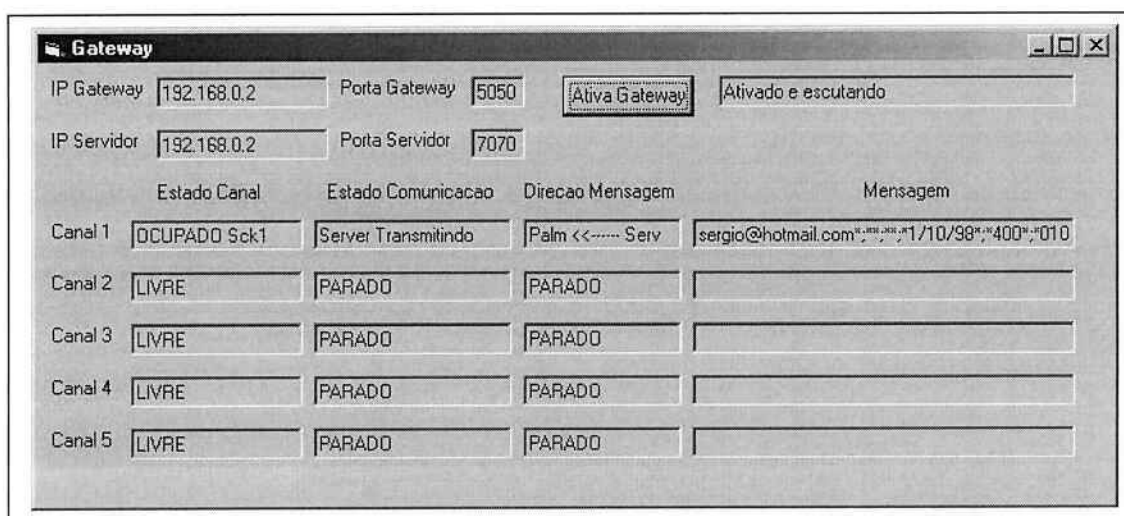 Gateway
IP Gateway 192.168.0.2 Porta Gateway 5050 Ativa Gateway Ativado e escutando
IP Servidor 192.168.0.2 Porta Servidor 7070
Estado Canal Estado Comunicacao Direcao Mensagem Mensagem
Canal 1 OCUPADO Sck1 Server Transmitindo Palm <<------ Serv sergio@hotmail.com*;**;**;*1/10/98*;*400*;*010
Canal 2 LIVRE PARADO PARADO
Canal 3 LIVRE PARADO PARADO
Canal 4 LIVRE PARADO PARADO
Canal 5 LIVRE PARADO PARADO